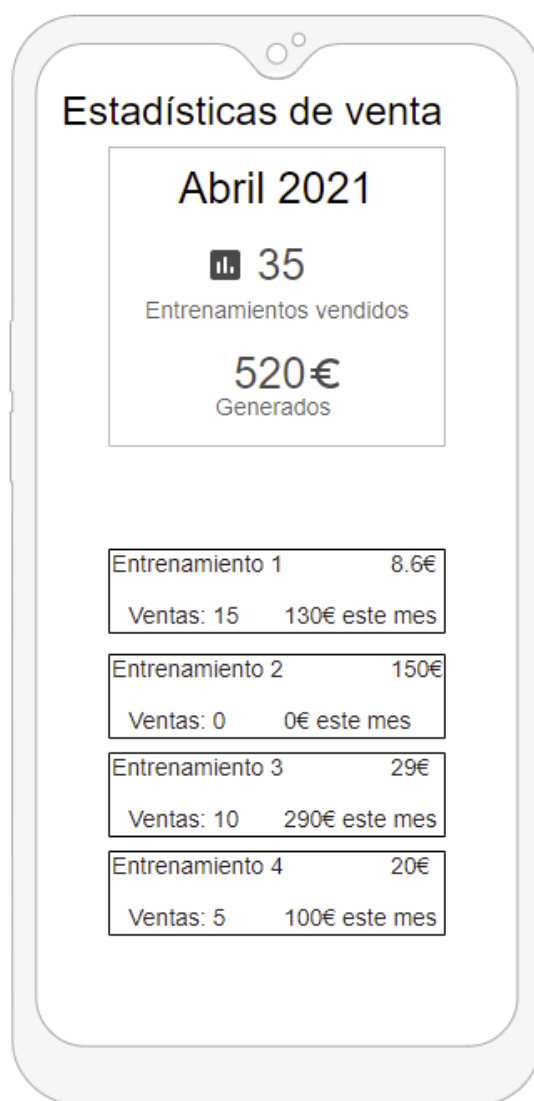 Estadísticas de venta
Abril 2021
35
Entrenamientos vendidos
520€
Generados
Entrenamiento 1 8.6€
Ventas: 15 130€ este mes
Entrenamiento 2 150€
Ventas: 0 0€ este mes
Entrenamiento 3 29€
Ventas: 10 290€ este mes
Entrenamiento 4 20€
Ventas: 5 100€ este mes